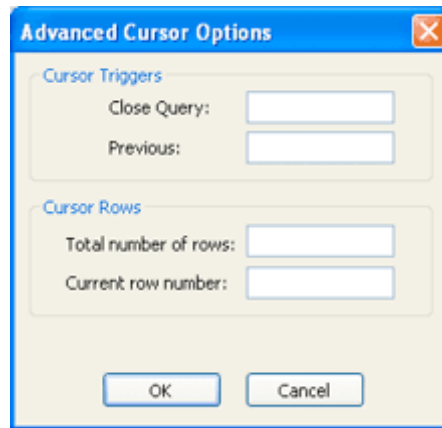 Advanced Cursor Options
Cursor Triggers
Close Query:
Previous:
Cursor Rows
Total number of rows:
Current row number:
OK Cancel